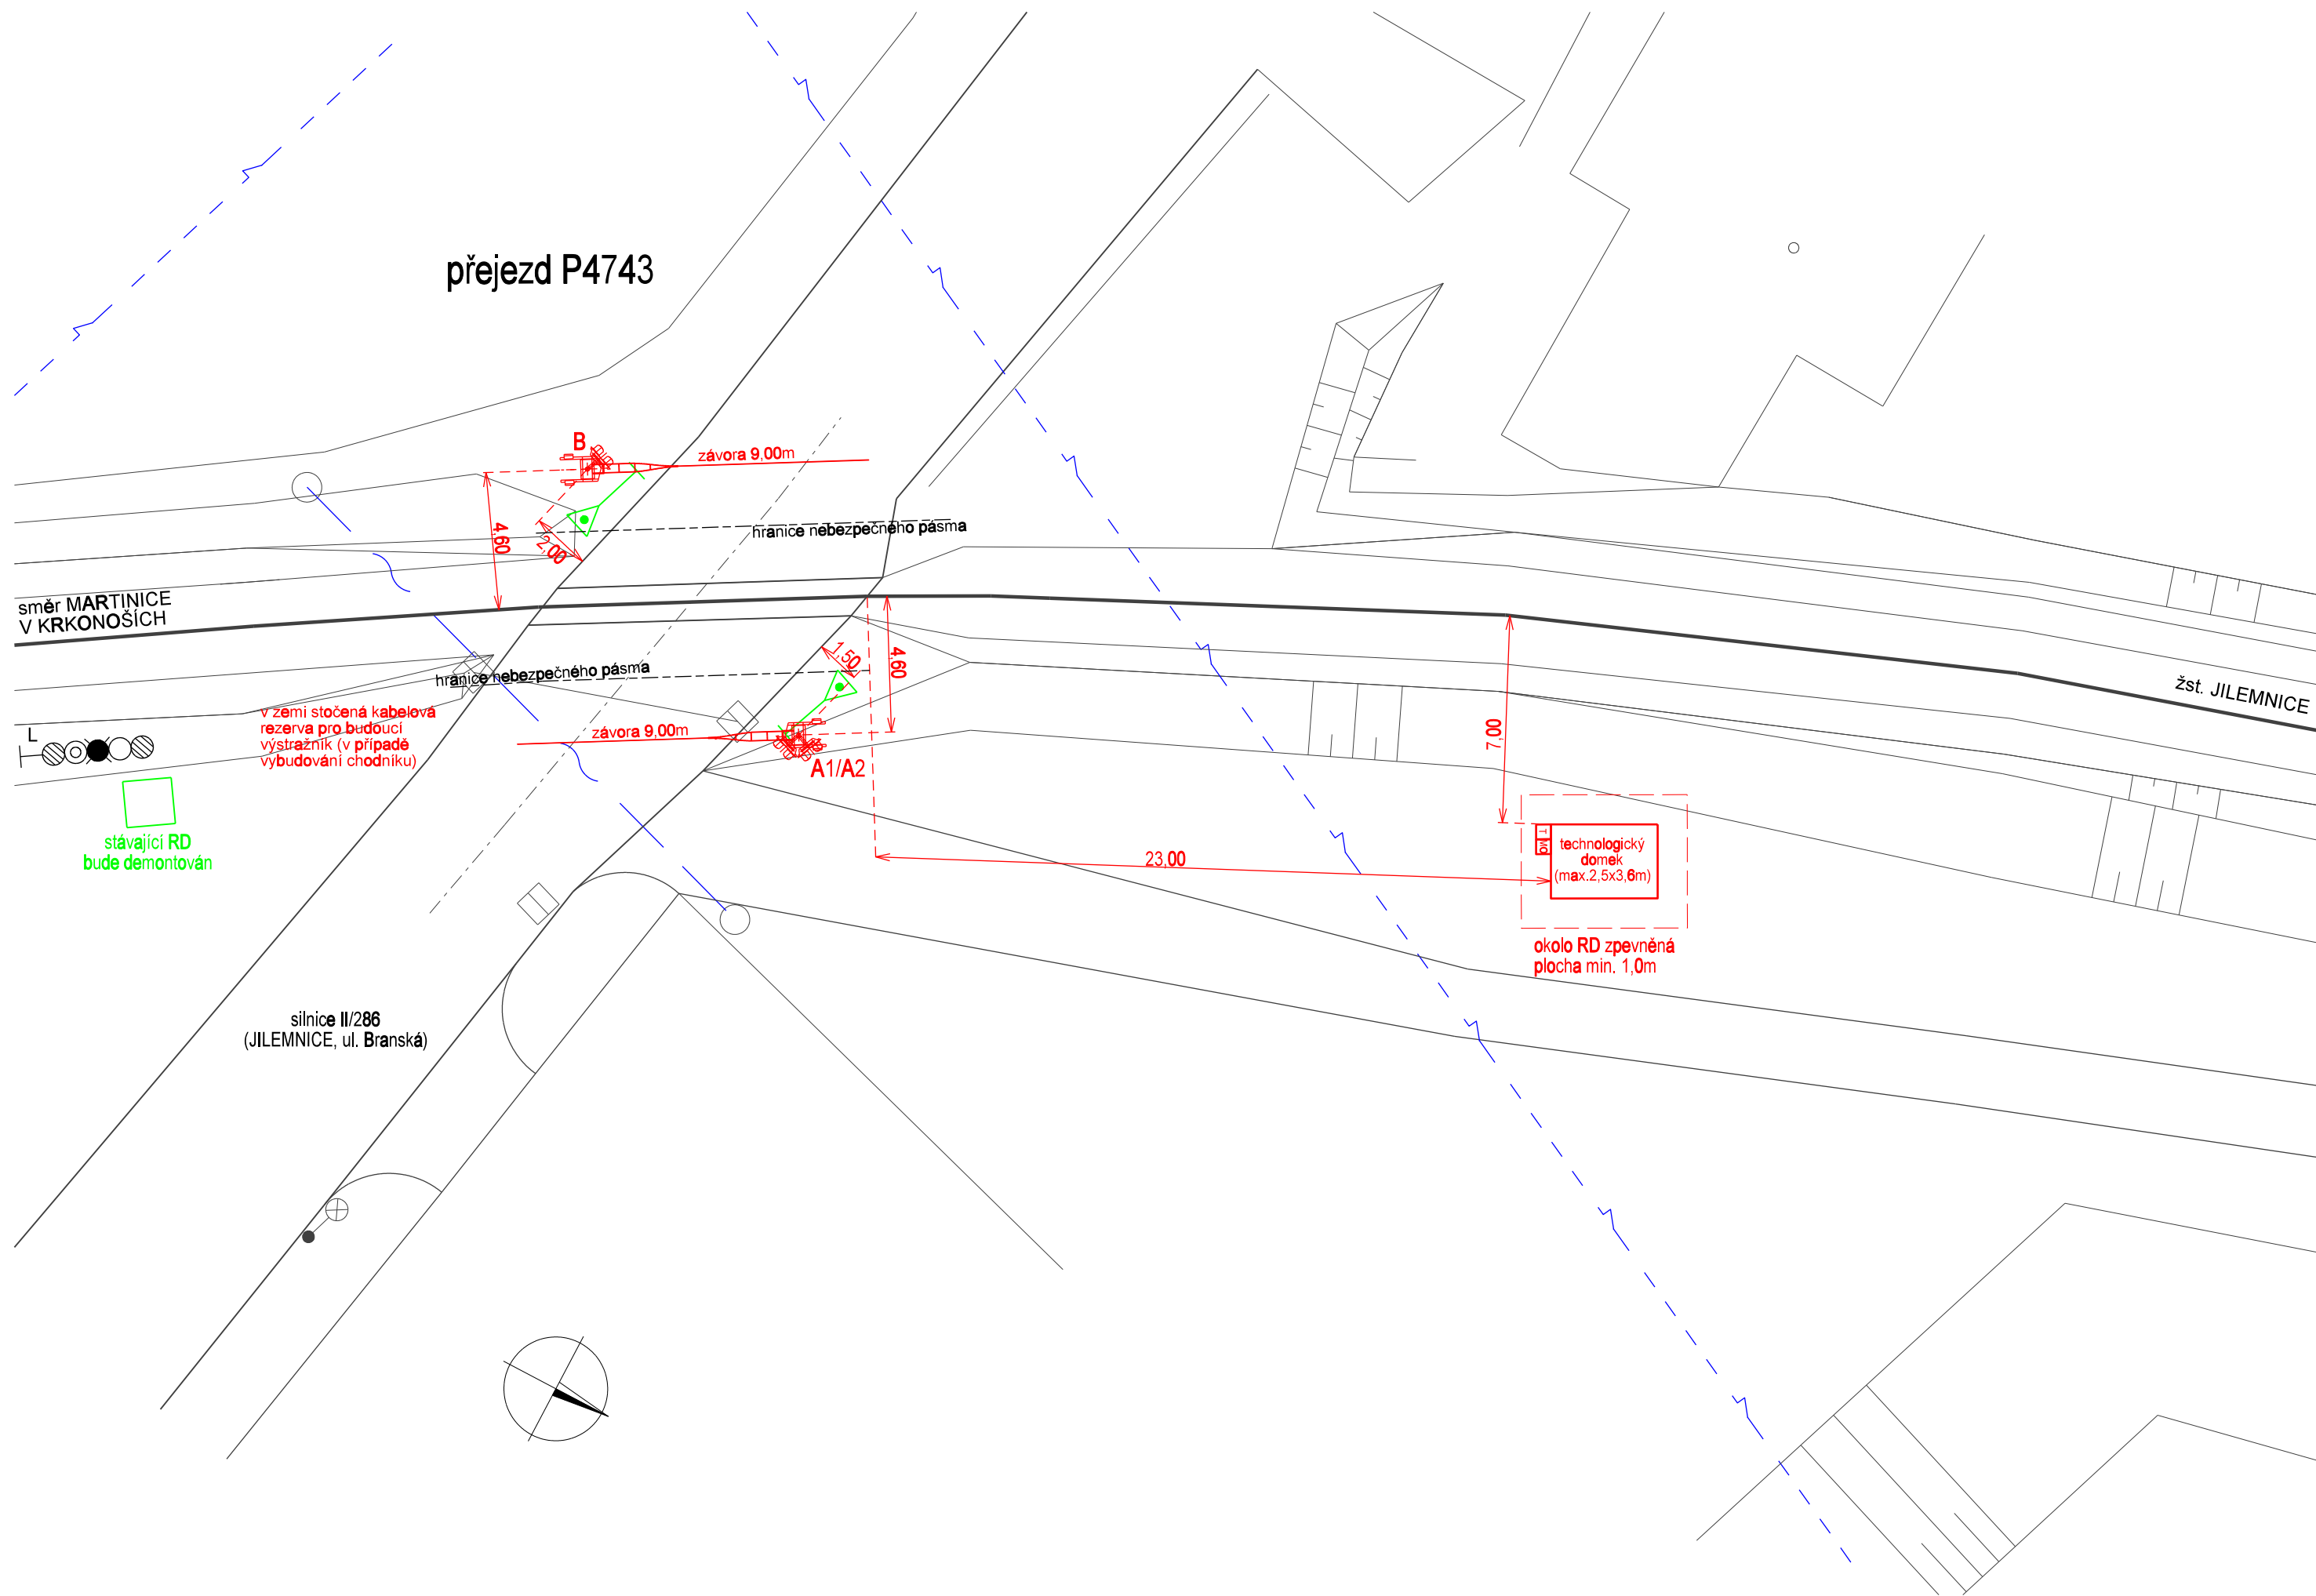 přejezd P4743
B
závora 9,00m
4,60
2,00
hranice nebezpečného pásma
směr MARTINICE
V KRKONOŠÍCH
hranice nebezpečného pásma
1,50
4,60
žst. JILEMNICE
v zemi stočená kabelová
rezerva pro budoucí
výstražník (v případě
vybudování chodníku)
L
závora 9,00m
A1/A2
7,00
stávající RD
bude demontován
23,00
T
MO
technologický
domek
(max.2,5x3,6m)
okolo RD zpevněná
plocha min. 1,0m
silnice II/286
(JILEMNICE, ul. Branská)